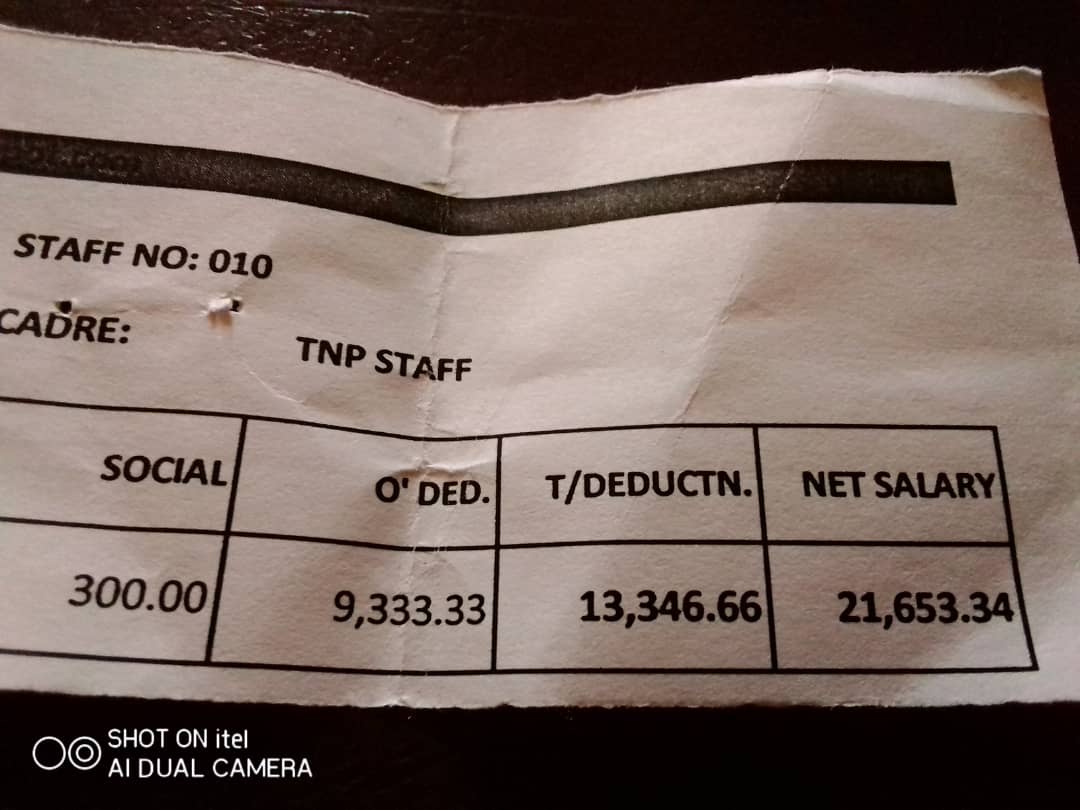 STAFF NO: 010
CADRE: TNP STAFF
SOCIAL O' DED. T/DEDUCTN. NET SALARY
300.00 9,333.33 13,346.66 21,653.34
SHOT ON itel
AI DUAL CAMERA